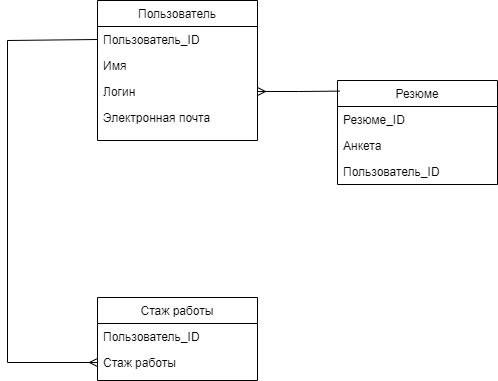 Пользователь
Пользователь_ID
Имя
Логин
Электронная почта
Резюме
Резюме_ID
Анкета
Пользователь_ID
Стаж работы
Пользователь_ID
Стаж работы